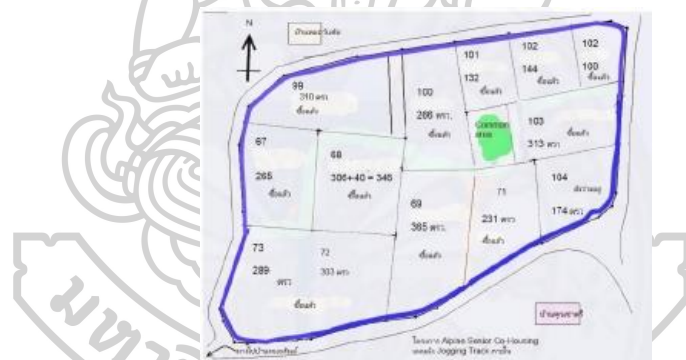 N
101
132
ซื้อแล้ว
102
144
ซื้อแล้ว
102
100
ซื้อแล้ว
99
310 ตรว
ซื้อแล้ว
100
266 ตรว.
ซื้อแล้ว
Common
area
103
313 ตรว
ซื้อแล้ว
67
265
ซื้อแล้ว
68
306+40 = 346
ซื้อแล้ว
69
365 ตรว.
ซื้อแล้ว
71
231 ตรว
ซื้อแล้ว
104
174 ตรว
73
289
ตรว
ซื้อแล้ว
72
303 ตรว
ซื้อแล้ว
โครงการ Alpine Senior Co-Housing
Jogging Track